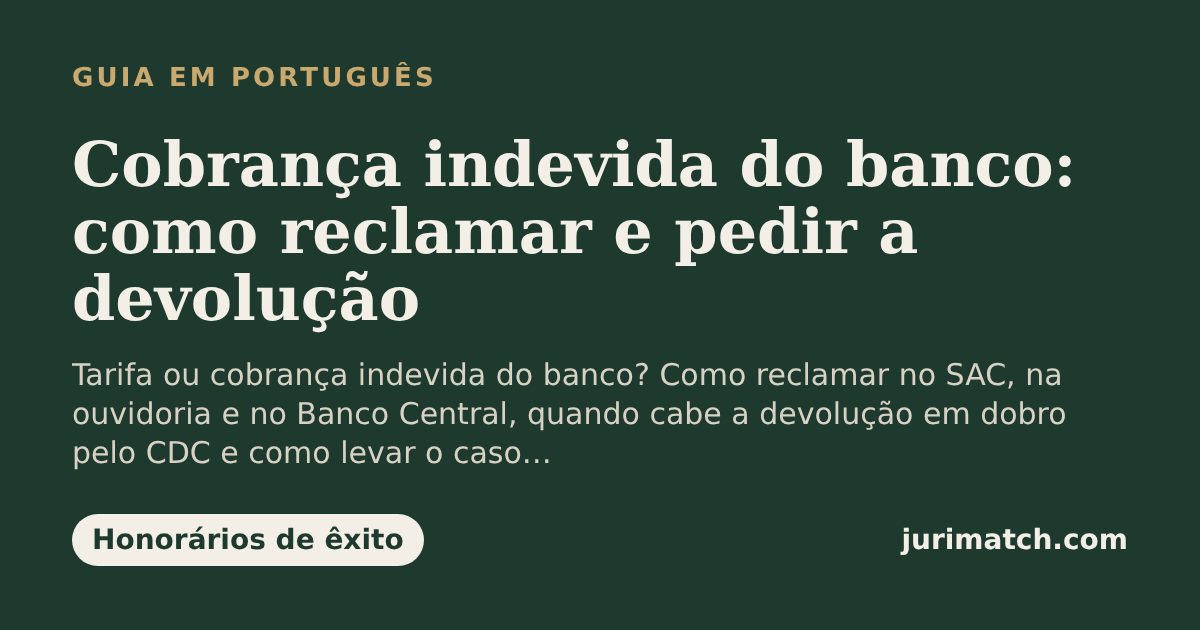 GUIA EM PORTUGUÊS
Cobrança indevida do banco:
como reclamar e pedir a
devolução
Tarifa ou cobrança indevida do banco? Como reclamar no SAC, na
ouvidoria e no Banco Central, quando cabe a devolução em dobro
pelo CDC e como levar o caso…
Honorários de êxito
jurimatch.com